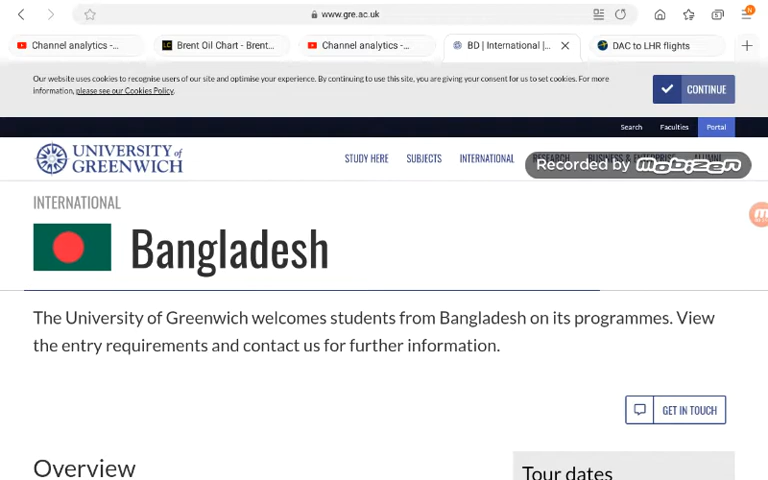 www.gre.ac.uk
Channel analytics -...
Brent Oil Chart - Brent...
Channel analytics -...
BD | International |...
DAC to LHR flights
Our website uses cookies to recognise users of our site and optimise your experience. By continuing to use this site, you are giving your consent for us to set cookies. For more
information, please see our Cookies Policy.
CONTINUE
Search Faculties Portal
UNIVERSITY of
GREENWICH
STUDY HERE SUBJECTS INTERNATIONAL
Recorded by mobizen
INTERNATIONAL
Bangladesh
The University of Greenwich welcomes students from Bangladesh on its programmes. View
the entry requirements and contact us for further information.
GET IN TOUCH
Overview
Tour dates